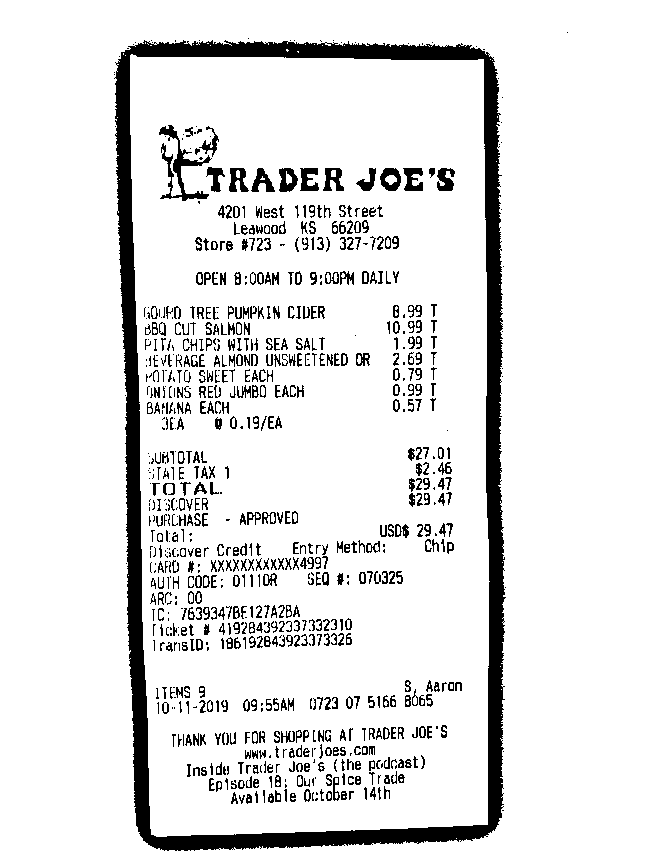 TRADER JOE'S
4201 West 119th Street
Leawood KS 66209
Store #723 - (913) 327-7209
OPEN 8:00AM TO 9:00PM DAILY
GOURD TREE PUMPKIN CIDER 8.99 T
BBQ CUT SALMON 10.99 T
PITA CHIPS WITH SEA SALT 1.99 T
BEVERAGE ALMOND UNSWEETENED OR 2.69 T
POTATO SWEET EACH 0.79 T
ONIONS RED JUMBO EACH 0.99 T
BANANA EACH 0.57 T
3EA @ 0.19/EA
SUBTOTAL $27.01
STATE TAX 1 $2.46
TOTAL $29.47
DISCOVER $29.47
PURCHASE - APPROVED
Total: USD$ 29.47
Discover Credit Entry Method: Chip
CARD #: XXXXXXXXXXXX4997
AUTH CODE: 01110R SEQ #: 070325
ARC: 00
TC: 7639347BE127A2BA
Ticket # 419284392337332310
TransID: 186192843923373326
ITEMS 9 S, Aaron
10-11-2019 09:55AM 0723 07 5166 8065
THANK YOU FOR SHOPPING AT TRADER JOE'S
www.traderjoes.com
Inside Trader Joe's (the podcast)
Episode 18: Our Spice Trade
Available October 14th